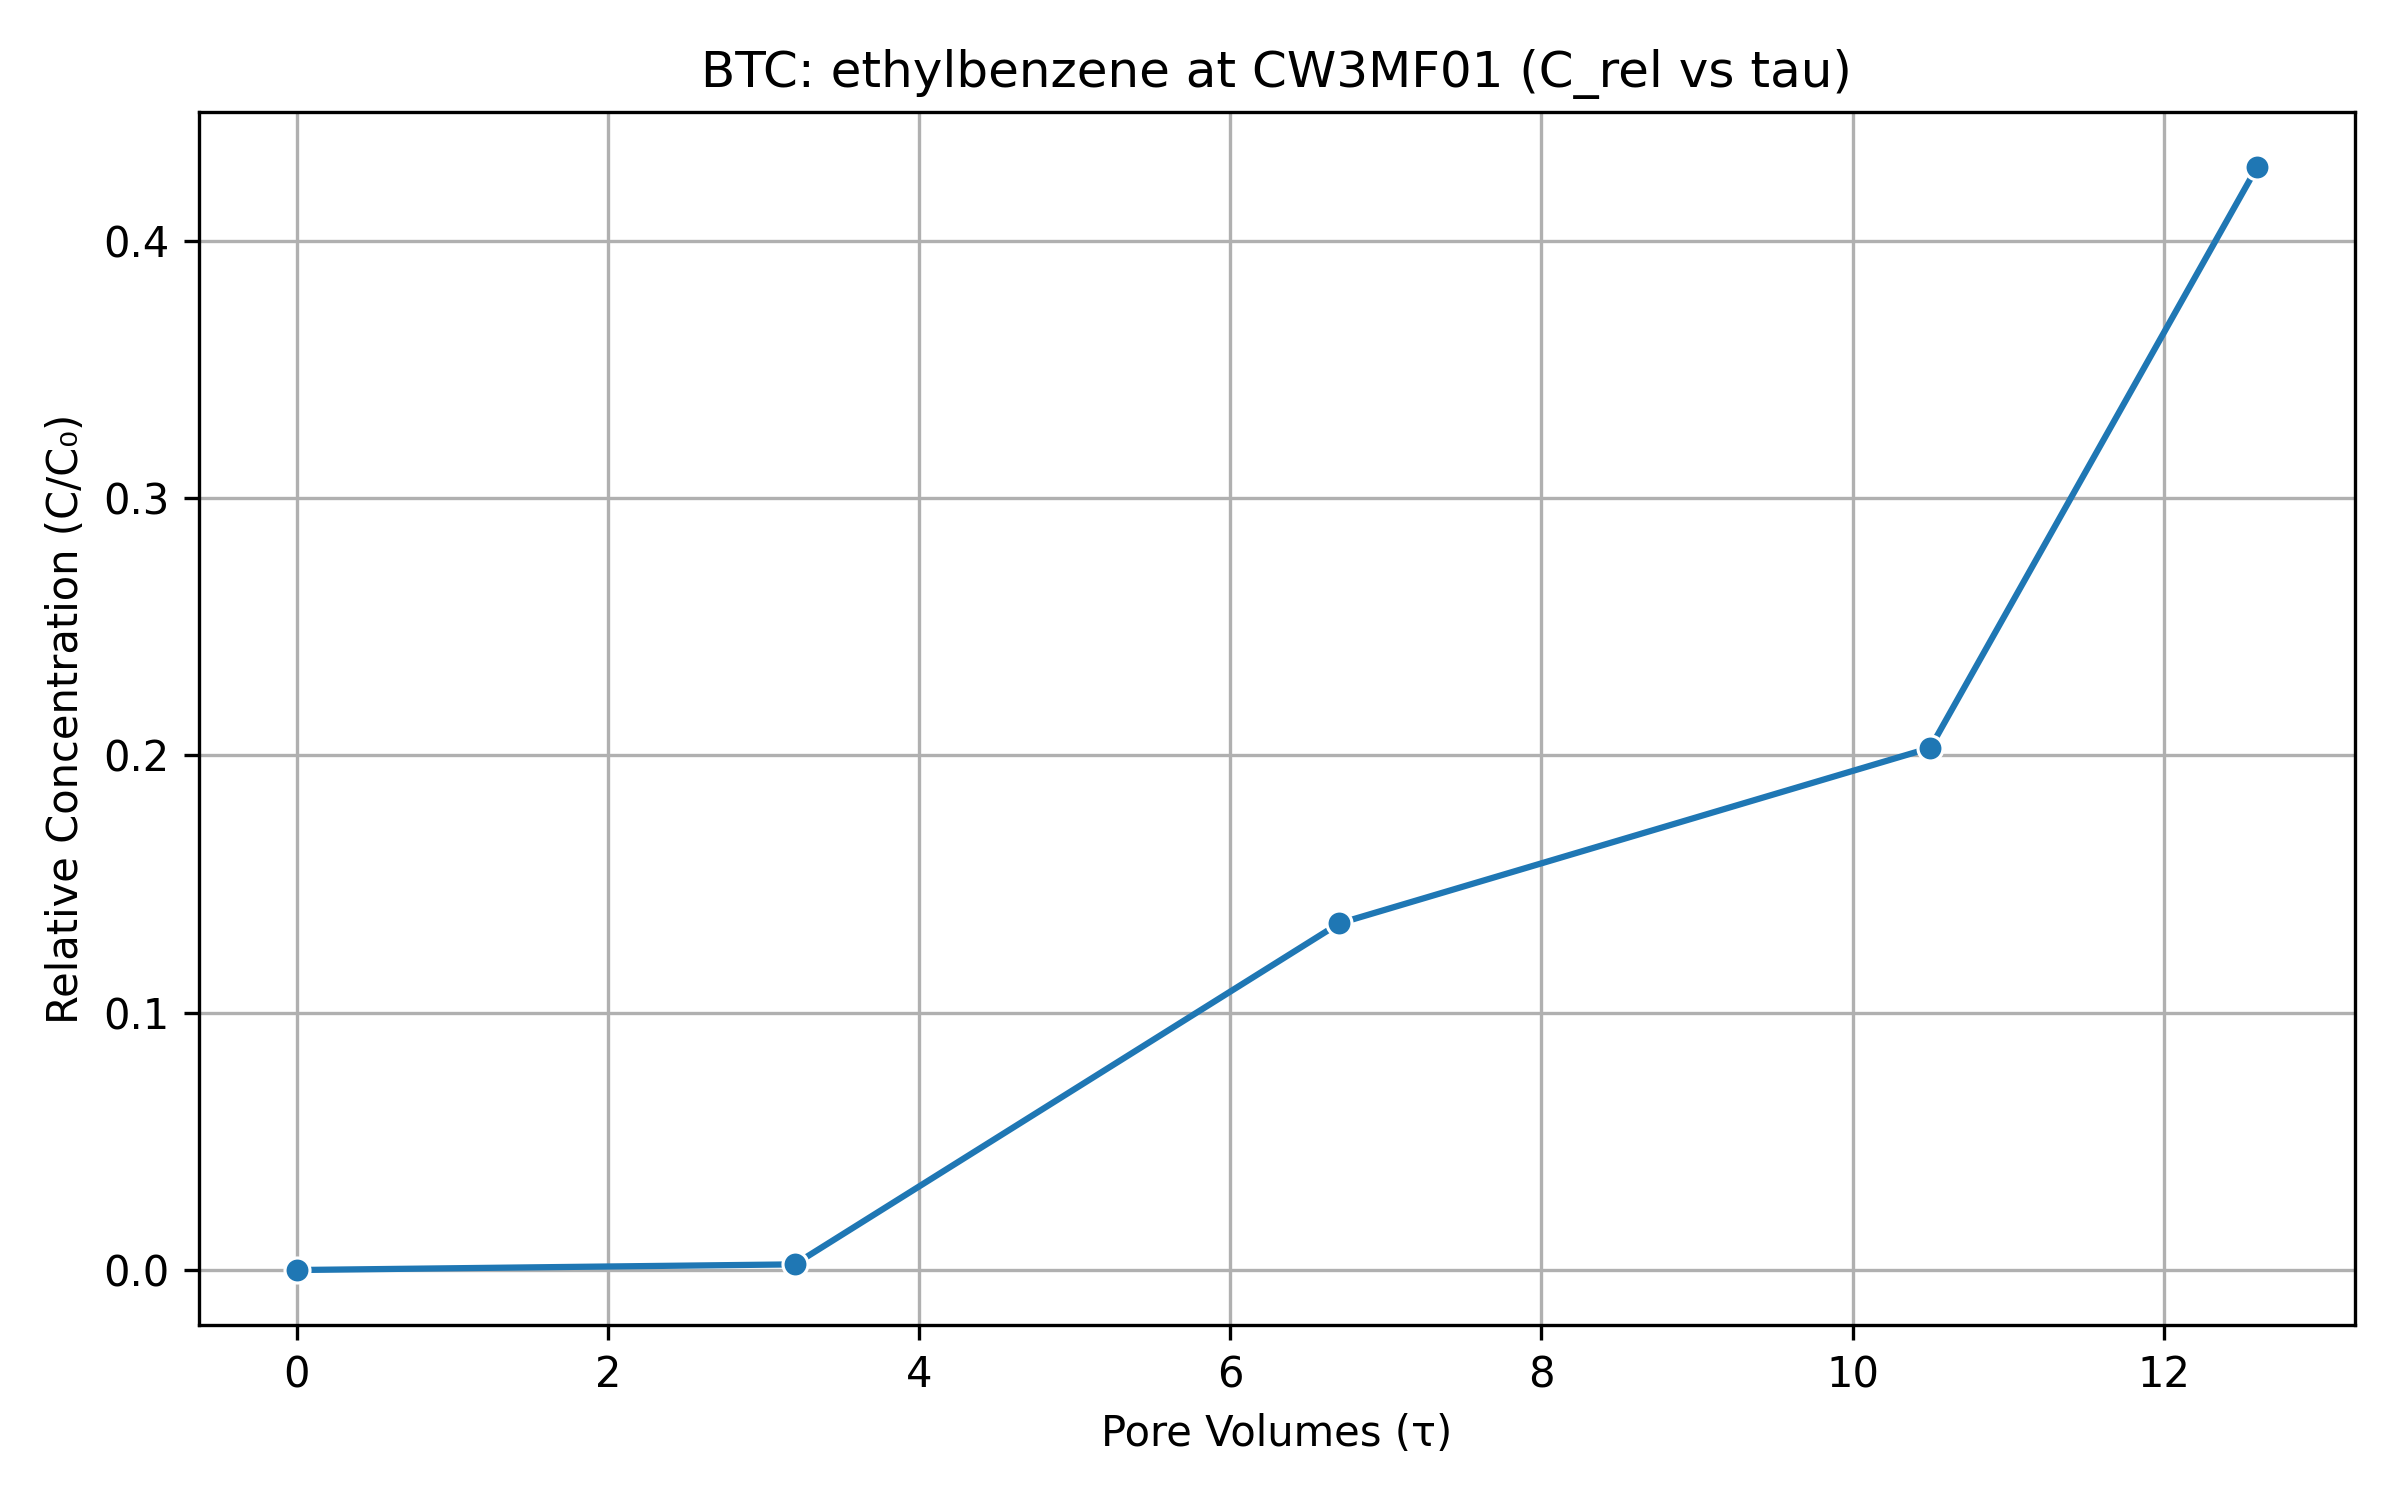 BTC: ethylbenzene at CW3MF01 (C_rel vs tau)
Relative Concentration (C/C₀)
0.4
0.3
0.2
0.1
0.0
0 2 4 6 8 10 12
Pore Volumes (τ)